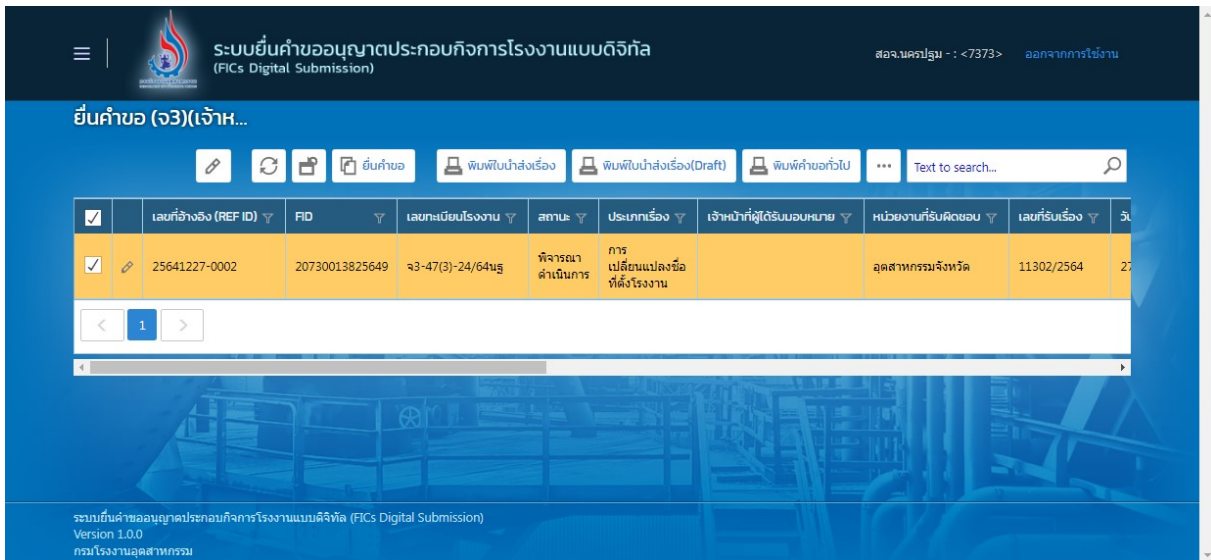 ระบบยื่นคำขออนุญาตประกอบกิจการโรงงานแบบดิจิทัล
(FICs Digital Submission)
สอจ.นครปฐม - : <7373> ออกจากการใช้งาน
ยื่นคำขอ (จ3)(เจ้าห...
ยื่นคำขอ พิมพ์ใบนำส่งเรื่อง พิมพ์ใบนำส่งเรื่อง(Draft) พิมพ์คำขอทั่วไป ... Text to search...
เลขที่อ้างอิง (REF ID) FID เลขทะเบียนโรงงาน สถานะ ประเภทเรื่อง เจ้าหน้าที่ผู้ได้รับมอบหมาย หน่วยงานที่รับผิดชอบ เลขที่รับเรื่อง
25641227-0002 20730013825649 จ3-47(3)-24/64นฐ พิจารณา การ อุตสาหกรรมจังหวัด 11302/2564 27
ดำเนินการ เปลี่ยนแปลงชื่อ
ที่ตั้งโรงงาน
1
ระบบยื่นคำขออนุญาตประกอบกิจการโรงงานแบบดิจิทัล (FICs Digital Submission)
Version 1.0.0
กรมโรงงานอุตสาหกรรม